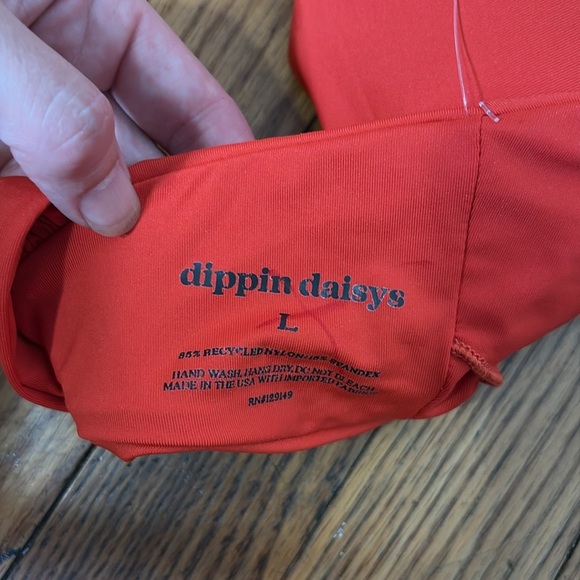 dippin daisys
L
85% RECYCLED NYLON/15% SPANDEX
HAND WASH, HANG DRY, DO NOT BLEACH
MADE IN THE USA WITH IMPORTED FABRIC
RN#129149